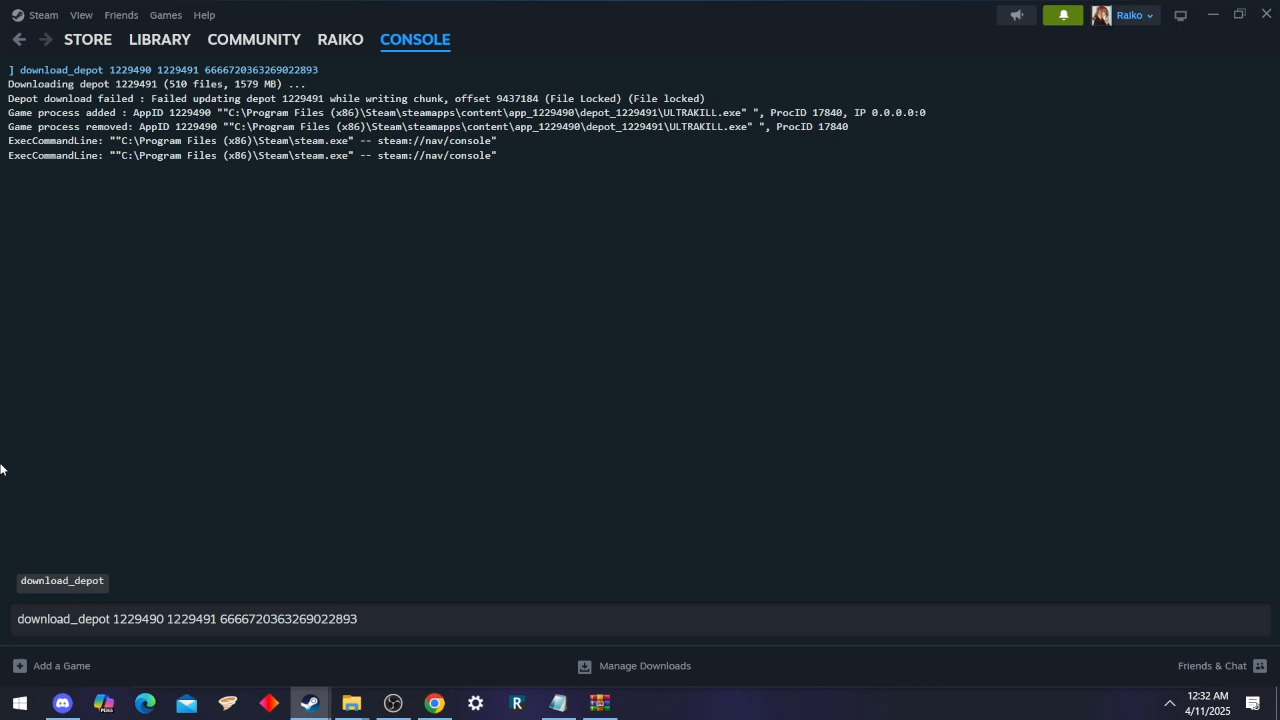 Steam View Friends Games Help
Raiko
STORE LIBRARY COMMUNITY RAIKO CONSOLE
] download_depot 1229490 1229491 6666720363269022893
Downloading depot 1229491 (510 files, 1579 MB) ...
Depot download failed : Failed updating depot 1229491 while writing chunk, offset 9437184 (File Locked) (File locked)
Game process added : AppID 1229490 ""C:\Program Files (x86)\Steam\steamapps\content\app_1229490\depot_1229491\ULTRAKILL.exe" ", ProcID 17840, IP 0.0.0.0:0
Game process removed: AppID 1229490 ""C:\Program Files (x86)\Steam\steamapps\content\app_1229490\depot_1229491\ULTRAKILL.exe" ", ProcID 17840
ExecCommandLine: ""C:\Program Files (x86)\Steam\steam.exe" -- steam://nav/console"
ExecCommandLine: ""C:\Program Files (x86)\Steam\steam.exe" -- steam://nav/console"
download_depot
download_depot 1229490 1229491 6666720363269022893
Add a Game
Manage Downloads
Friends & Chat
12:32 AM
4/11/2025